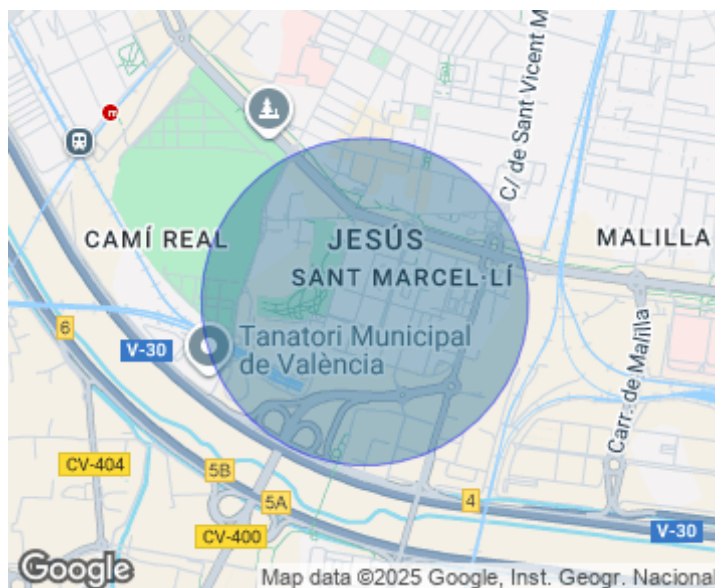 C/ de Sant Vicent M
CAMÍ REAL
JESÚS
MALILLA
SANT MARCEL·LÍ
6
V-30
Tanatori Municipal
de València
Carr. de Malilla
CV-404
5B
5A
4
CV-400
V-30
Google
Map data ©2025 Google, Inst. Geogr. Nacional